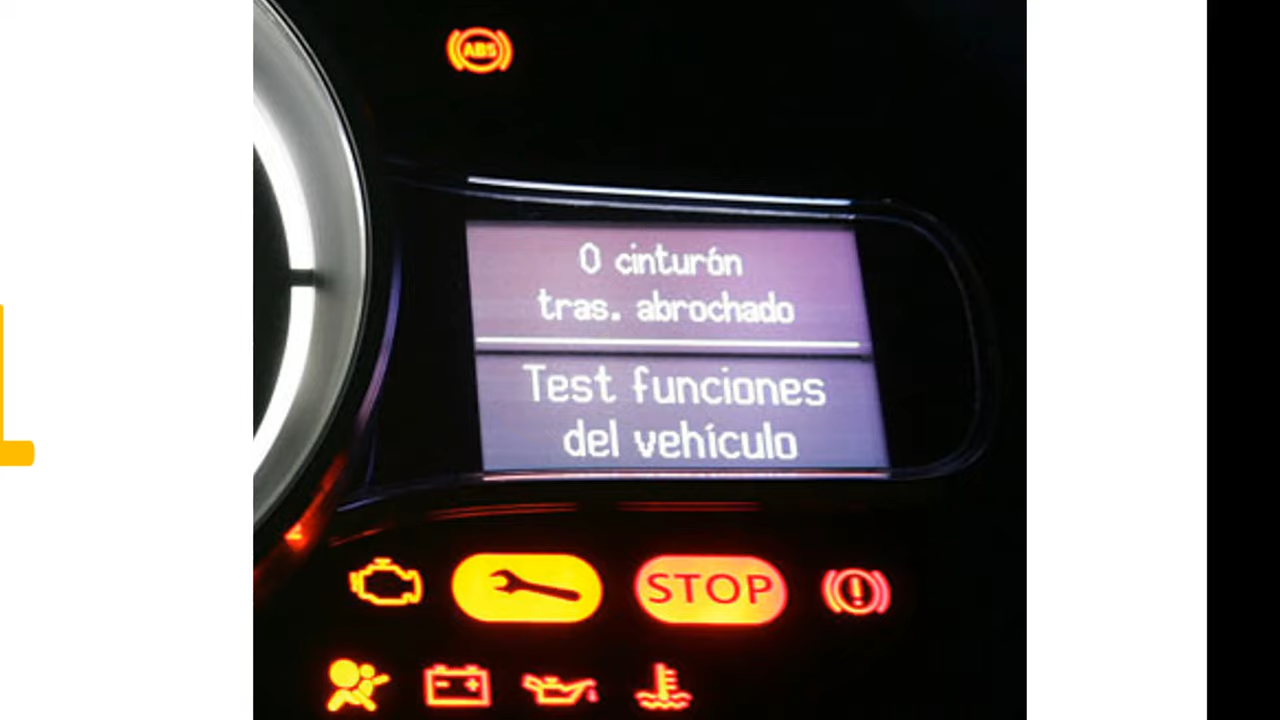 ABS
0 cinturón
tras. abrochado
Test funciones
del vehículo
STOP